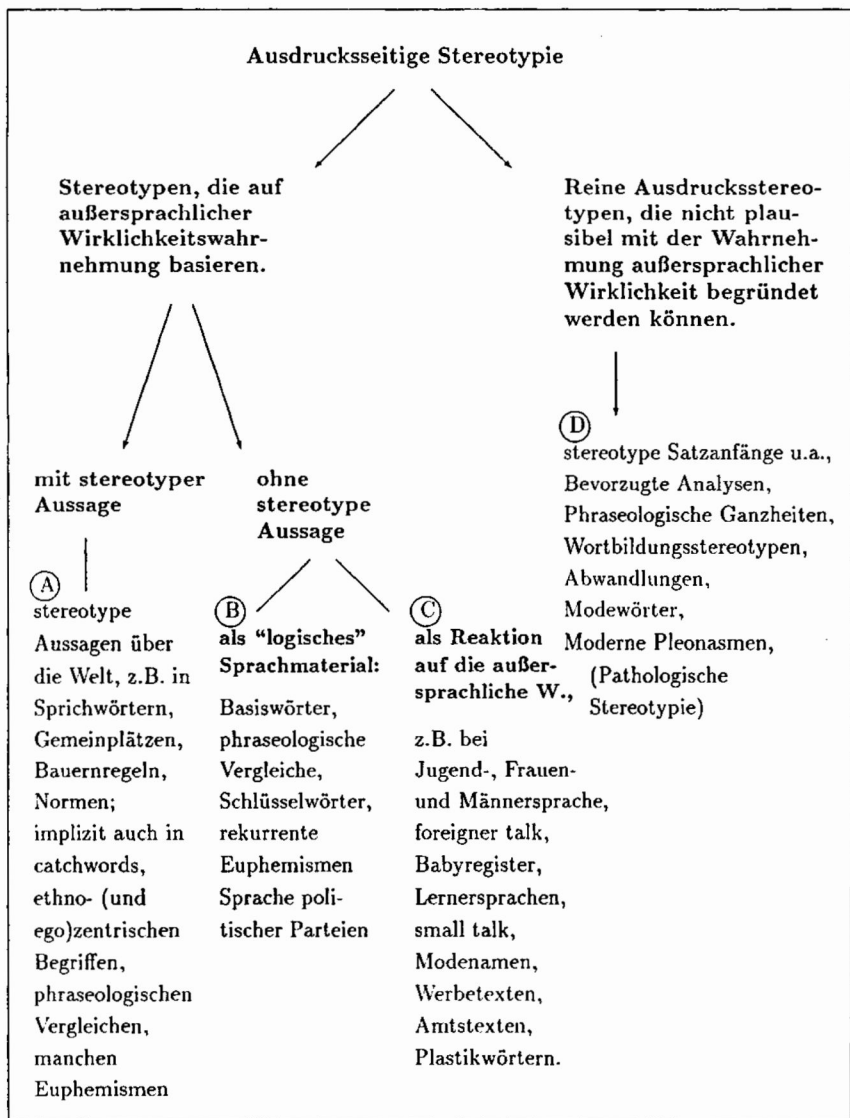 Ausdrucksseitige Stereotypie
Stereotypen, die auf
außersprachlicher
Wirklichkeitswahr-
nehmung basieren.
Reine Ausdrucksstereo-
typen, die nicht plau-
sibel mit der Wahrneh-
mung außersprachlicher
Wirklichkeit begründet
werden können.
mit stereotyper
Aussage
ohne
stereotype
Aussage
A
stereotype
Aussagen über
die Welt, z.B. in
Sprichwörtern,
Gemeinplätzen,
Bauernregeln,
Normen;
implizit auch in
catchwords,
ethno- (und
ego)zentrischen
Begriffen,
phraseologischen
Vergleichen,
manchen
Euphemismen
B
als “logisches”
Sprachmaterial:
Basiswörter,
phraseologische
Vergleiche,
Schlüsselwörter,
rekurrente
Euphemismen
Sprache poli-
tischer Parteien
C
als Reaktion
auf die außer-
sprachliche W.,
z.B. bei
Jugend-, Frauen-
und Männersprache,
foreigner talk,
Babyregister,
Lernersprachen,
small talk,
Modenamen,
Werbetexten,
Amtstexten,
Plastikwörtern.
D
stereotype Satzanfänge u.a.,
Bevorzugte Analysen,
Phraseologische Ganzheiten,
Wortbildungsstereotypen,
Abwandlungen,
Modewörter,
Moderne Pleonasmen,
(Pathologische
Stereotypie)